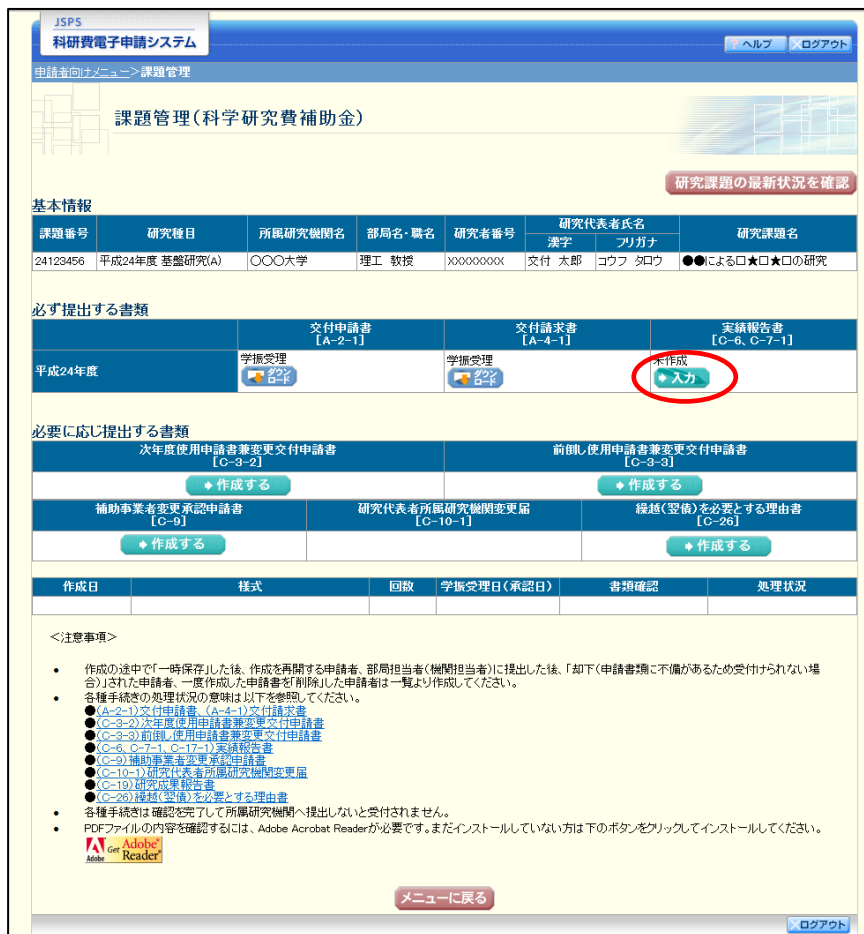 JSPS
科研費電子申請システム
? ヘルプ ×ログアウト
申請者向けメニュー>課題管理
課題管理(科学研究費補助金)
研究課題の最新状況を確認
基本情報
課題番号 研究種目 所属研究機関名 部局名・職名 研究者番号 研究代表者氏名 研究課題名
漢字 フリガナ
24123456 平成24年度 基盤研究(A) 〇〇〇大学 理工 教授 XXXXXXXX 交付 太郎 コウフ タロウ ●●による□★□★□の研究
必ず提出する書類
交付申請書 交付請求書 実績報告書
[A-2-1] [A-4-1] [C-6、C-7-1]
平成24年度 学振受理 学振受理 未作成
ダウンロード ダウンロード 入力
必要に応じ提出する書類
次年度使用申請書兼変更交付申請書 前倒し使用申請書兼変更交付申請書
[C-3-2] [C-3-3]
作成する 作成する
補助事業者変更承認申請書 研究代表者所属研究機関変更届 繰越(翌債)を必要とする理由書
[C-9] [C-10-1] [C-26]
作成する 作成する
作成日 様式 回数 学振受理日(承認日) 書類確認 処理状況
<注意事項>
• 作成の途中で「一時保存」した後、作成を再開する申請者、部局担当者(機関担当者)に提出した後、「却下(申請書類に不備があるため受付けられない場
合)」された申請者、一度作成した申請書を「削除」した申請者は一覧より作成してください。
• 各種手続きの処理状況の意味は以下を参照してください。
●(A-2-1)交付申請書、(A-4-1)交付請求書
●(C-3-2)次年度使用申請書兼変更交付申請書
●(C-3-3)前倒し使用申請書兼変更交付申請書
●(C-6、C-7-1、C-17-1)実績報告書
●(C-9)補助事業者変更承認申請書
●(C-10-1)研究代表者所属研究機関変更届
●(C-19)研究成果報告書
●(C-26)繰越(翌債)を必要とする理由書
• 各種手続きは確認を完了して所属研究機関へ提出しないと受付されません。
• PDFファイルの内容を確認するには、Adobe Acrobat Readerが必要です。まだインストールしていない方は下のボタンをクリックしてインストールしてください。
Adobe Get Adobe® Reader®
メニューに戻る
×ログアウト